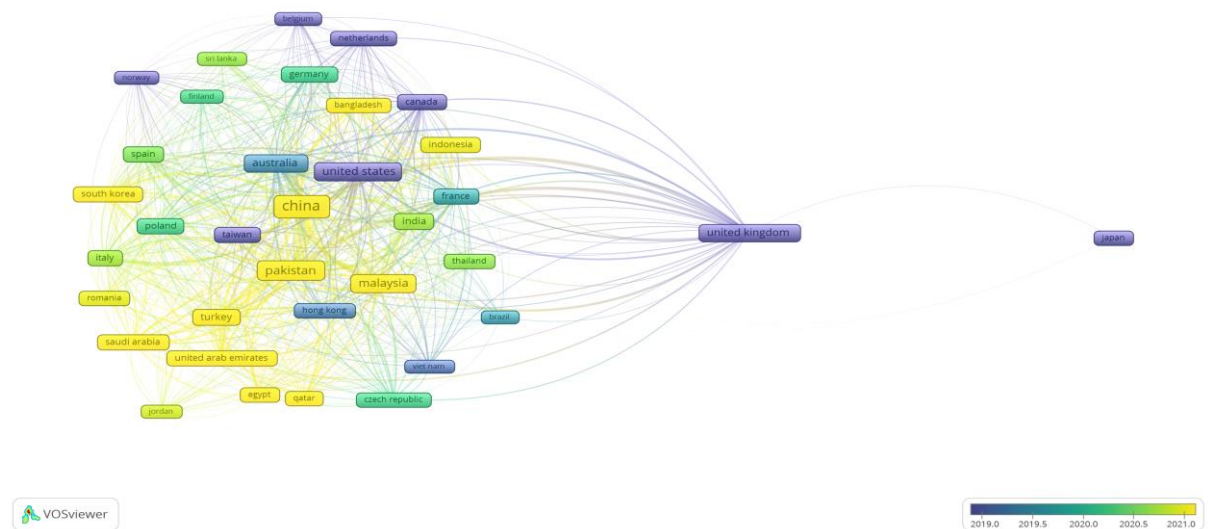 belgium
netherlands
sri lanka
norway
germany
finland
bangladesh
canada
indonesia
spain
australia
united states
south korea
france
china
india
poland
taiwan
united kingdom
japan
italy
thailand
pakistan
malaysia
romania
hong kong
turkey
brazil
saudi arabia
united arab emirates
viet nam
egypt
qatar
czech republic
jordan
VOSviewer
2019.0 2019.5 2020.0 2020.5 2021.0